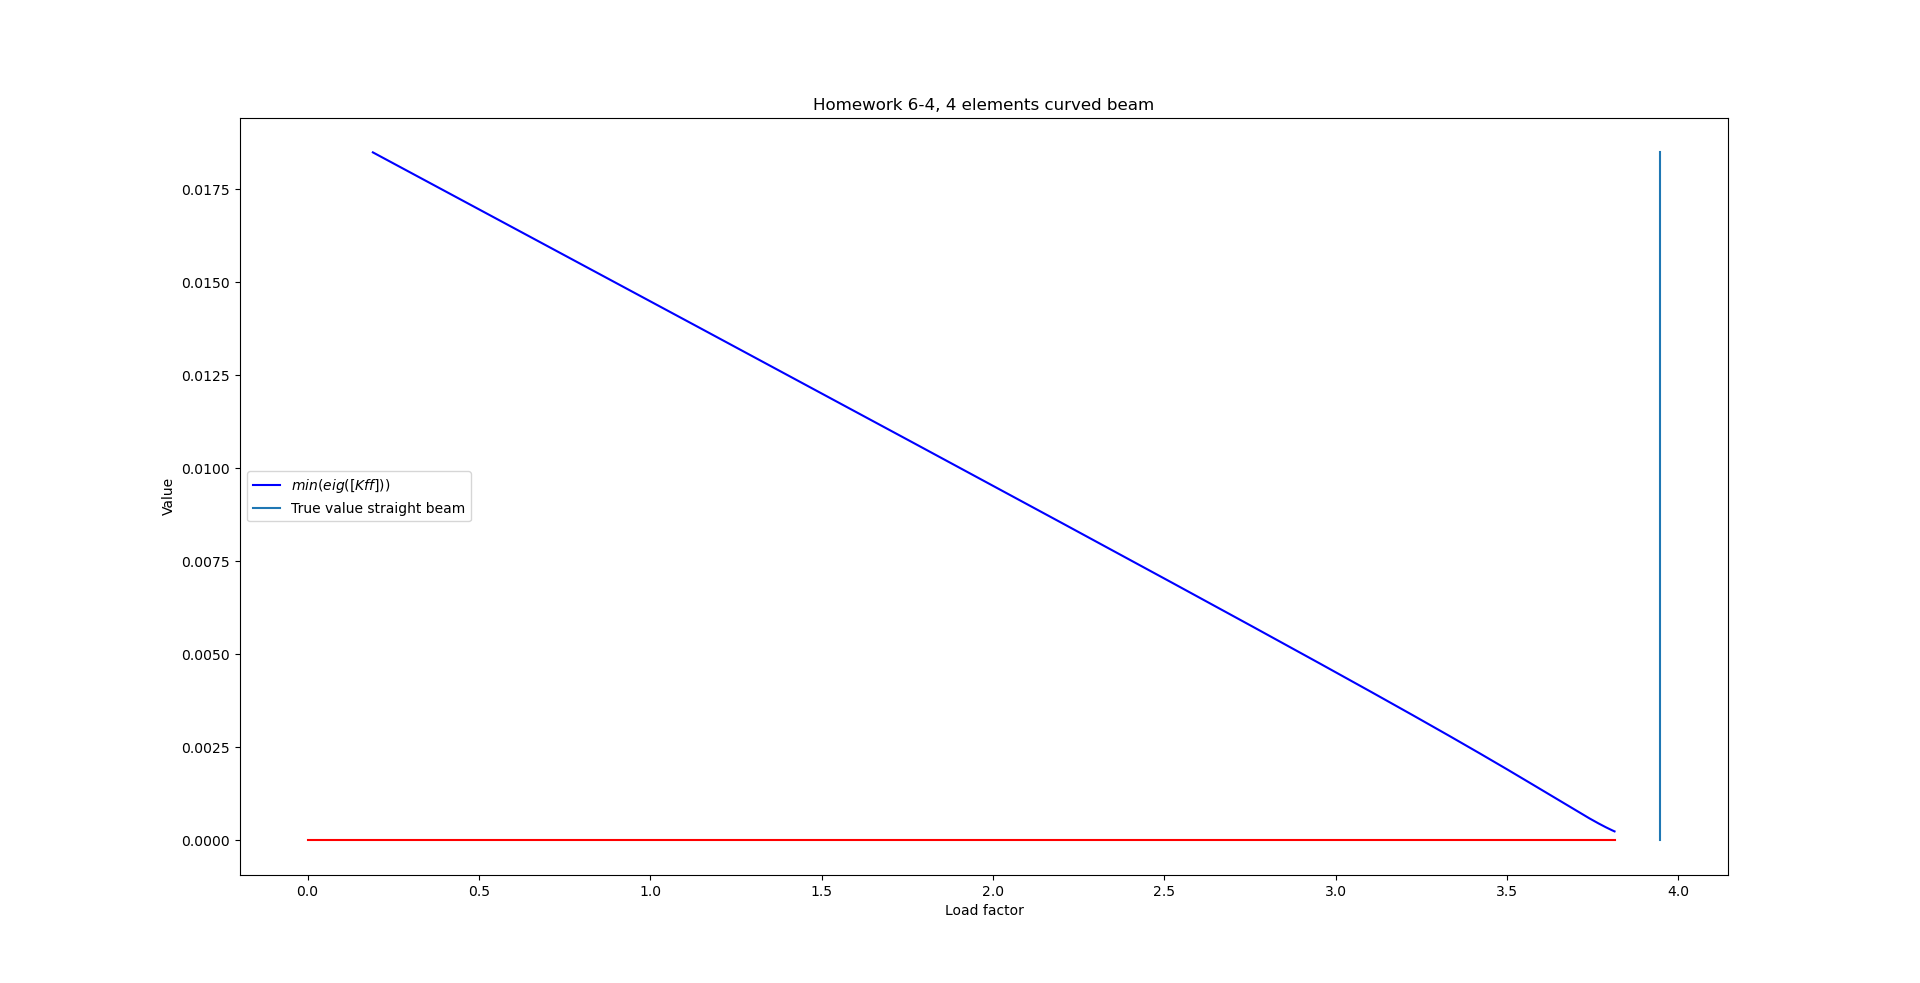 Homework 6-4, 4 elements curved beam
Value
0.0175
0.0150
0.0125
0.0100
0.0075
0.0050
0.0025
0.0000
min(eig([Kff]))
True value straight beam
0.0 0.5 1.0 1.5 2.0 2.5 3.0 3.5 4.0
Load factor